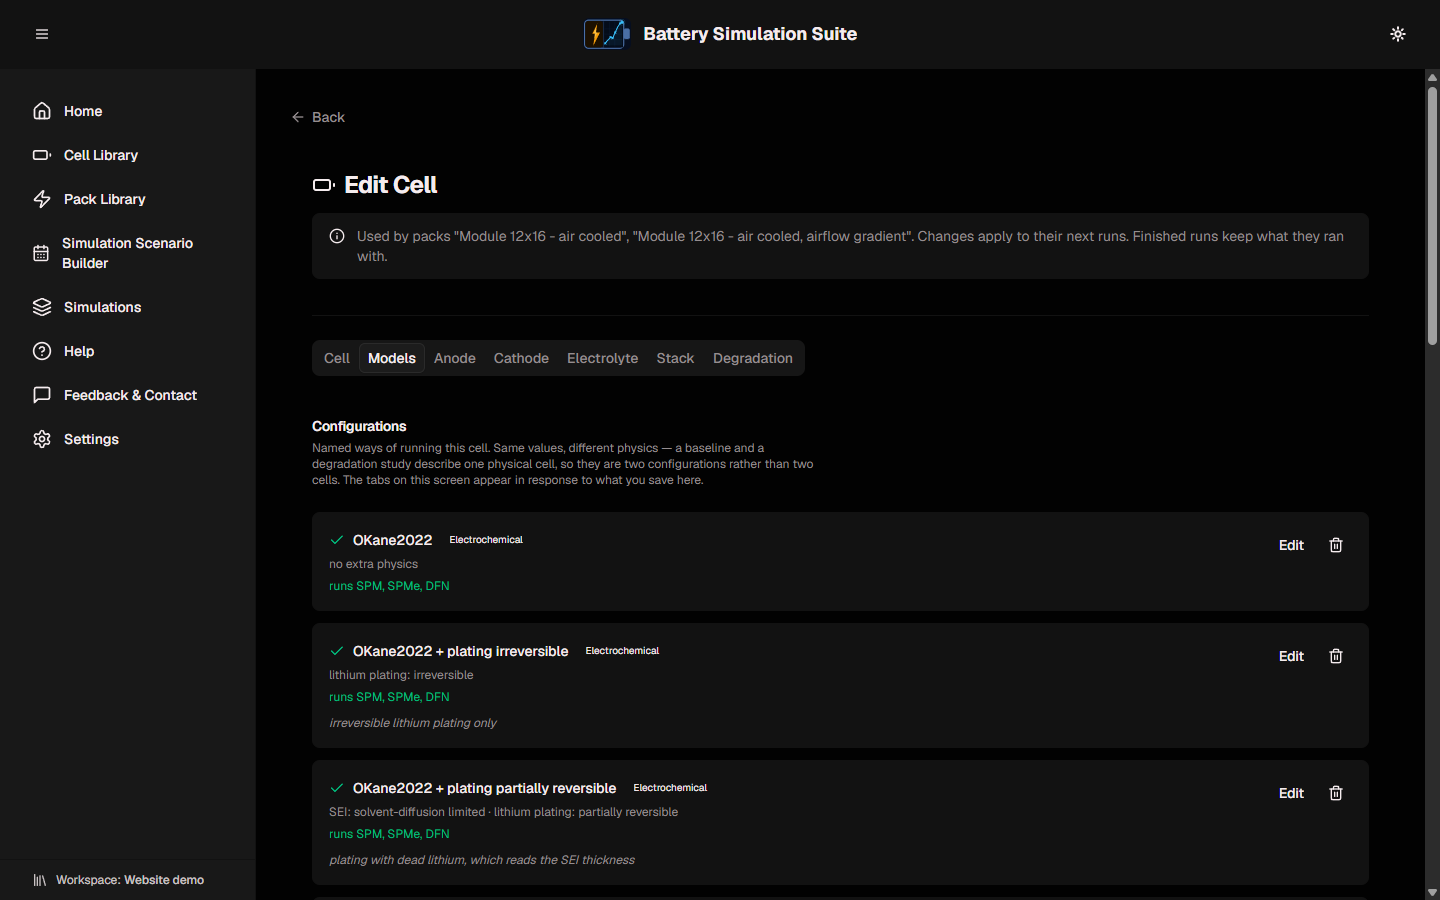 Battery Simulation Suite
Home
Cell Library
Pack Library
Simulation Scenario
Builder
Simulations
Help
Feedback & Contact
Settings
Workspace: Website demo
Back
Edit Cell
Used by packs "Module 12x16 - air cooled", "Module 12x16 - air cooled, airflow gradient". Changes apply to their next runs. Finished runs keep what they ran
with.
Cell Models Anode Cathode Electrolyte Stack Degradation
Configurations
Named ways of running this cell. Same values, different physics — a baseline and a
degradation study describe one physical cell, so they are two configurations rather than two
cells. The tabs on this screen appear in response to what you save here.
OKane2022 Electrochemical
Edit
no extra physics
runs SPM, SPMe, DFN
OKane2022 + plating irreversible Electrochemical
Edit
lithium plating: irreversible
runs SPM, SPMe, DFN
irreversible lithium plating only
OKane2022 + plating partially reversible Electrochemical
Edit
SEI: solvent-diffusion limited · lithium plating: partially reversible
runs SPM, SPMe, DFN
plating with dead lithium, which reads the SEI thickness